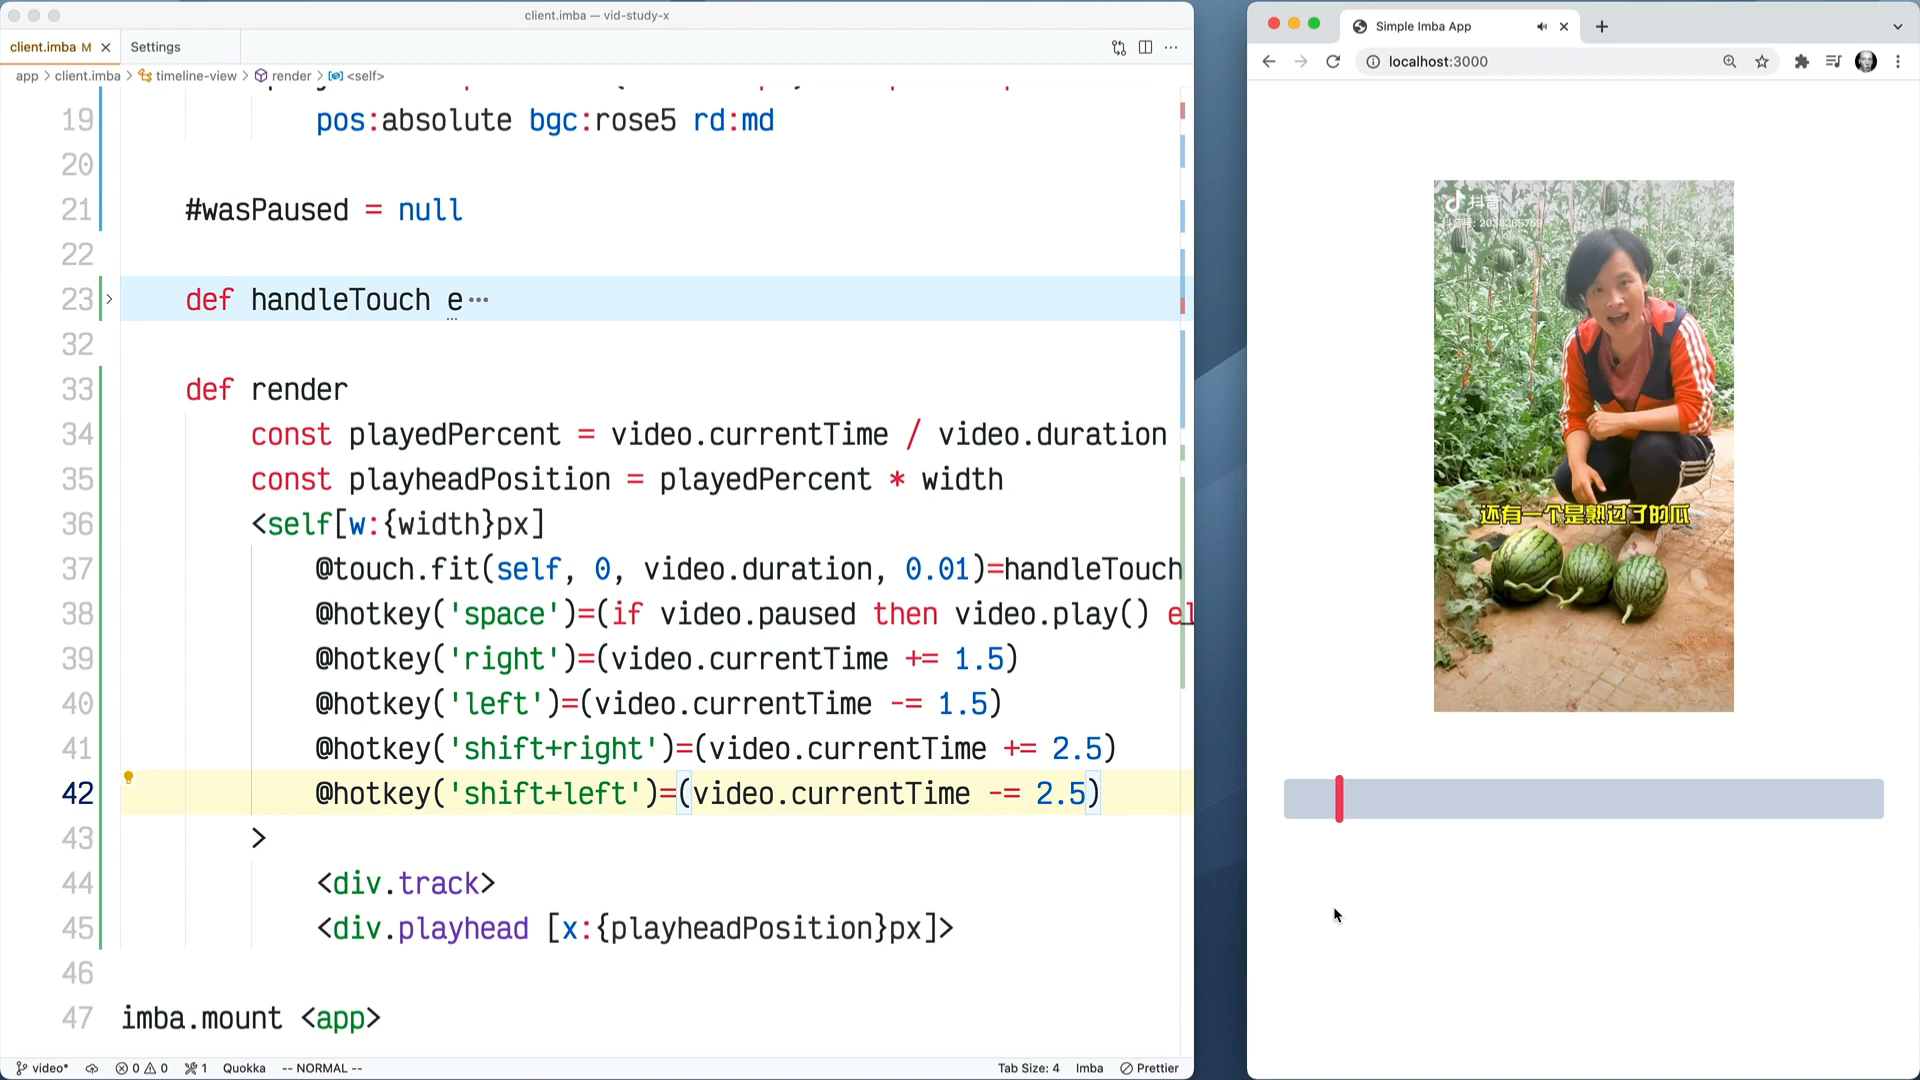 client.imba — vid-study-x
client.imba M
Settings
app > client.imba > timeline-view > render > <self>
19 pos:absolute bgc:rose5 rd:md
20
21 #wasPaused = null
22
23 def handleTouch e···
32
33 def render
34 const playedPercent = video.currentTime / video.duration
35 const playheadPosition = playedPercent * width
36 <self[w:{width}px]
37 @touch.fit(self, 0, video.duration, 0.01)=handleTouch
38 @hotkey('space')=(if video.paused then video.play() el
39 @hotkey('right')=(video.currentTime += 1.5)
40 @hotkey('left')=(video.currentTime -= 1.5)
41 @hotkey('shift+right')=(video.currentTime += 2.5)
42 @hotkey('shift+left')=(video.currentTime -= 2.5)
43 >
44 <div.track>
45 <div.playhead [x:{playheadPosition}px]>
46
47 imba.mount <app>
video* 0 0 1 Quokka -- NORMAL -- Tab Size: 4 Imba Prettier
Simple Imba App
localhost:3000
抖音
还有一个是熟过了的瓜